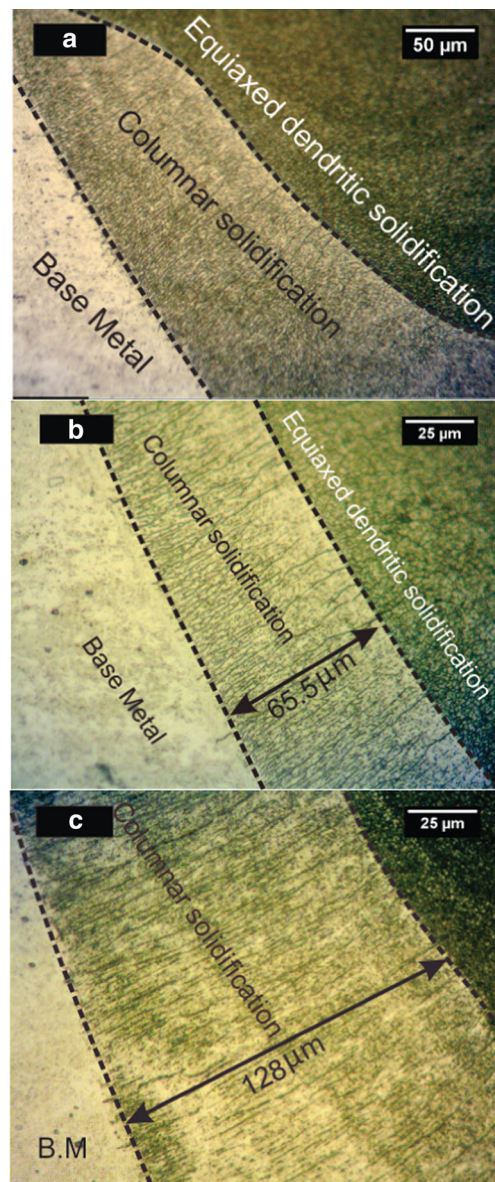 a
50 µm
Equiaxed dendritic solidification
Columnar solidification
Base Metal
b
25 µm
Columnar solidification
Equiaxed dendritic solidification
Base Metal
65.5µm
c
25 µm
Columnar solidification
128µm
B.M